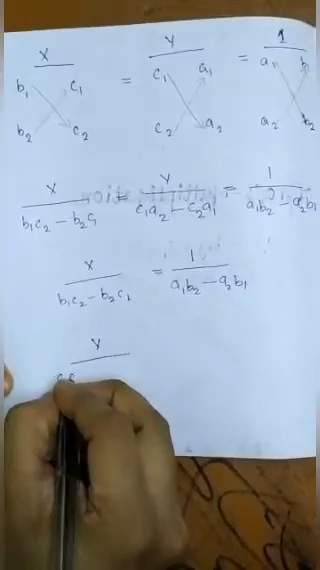 x y 1
b₁ c₁ = c₁ a₁ = a₁ b₁
b₂ c₂ c₂ a₂ a₂ b₂
x / (b₁c₂ - b₂c₁) = y / (c₁a₂ - c₂a₁) = 1 / (a₁b₂ - a₂b₁)
x / (b₁c₂ - b₂c₁) = 1 / (a₁b₂ - a₂b₁)
y